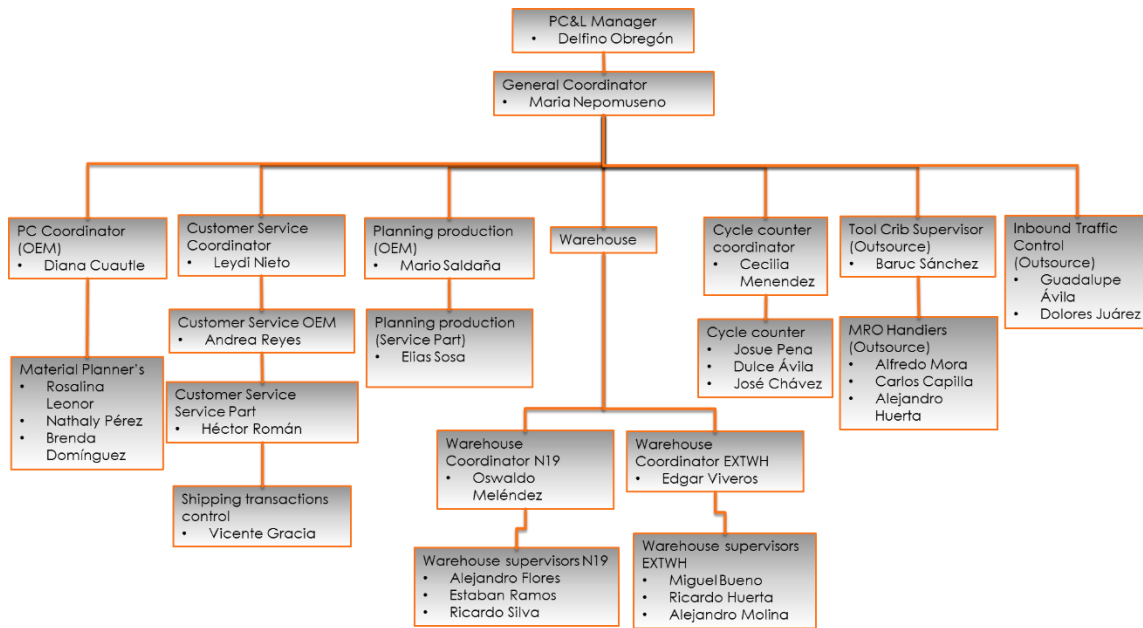 PC&L Manager
• Delfino Obregón
General Coordinator
• Maria Nepomuseno
PC Coordinator
(OEM)
• Diana Cuautle
Material Planner's
• Rosalina
Leonor
• Nathaly Pérez
• Brenda
Domínguez
Customer Service
Coordinator
• Leydi Nieto
Customer Service OEM
• Andrea Reyes
Customer Service
Service Part
• Héctor Román
Shipping transactions
control
• Vicente Gracia
Planning production
(OEM)
• Mario Saldaña
Planning production
(Service Part)
• Elias Sosa
Warehouse
Warehouse
Coordinator N19
• Oswaldo
Meléndez
Warehouse supervisors N19
• Alejandro Flores
• Estaban Ramos
• Ricardo Silva
Warehouse
Coordinator EXTWH
• Edgar Viveros
Warehouse supervisors
EXTWH
• Miguel Bueno
• Ricardo Huerta
• Alejandro Molina
Cycle counter
coordinator
• Cecilia
Menendez
Cycle counter
• Josue Pena
• Dulce Ávila
• José Chávez
Tool Crib Supervisor
(Outsource)
• Baruc Sánchez
MRO Handiers
(Outsource)
• Alfredo Mora
• Carlos Capilla
• Alejandro
Huerta
Inbound Traffic
Control
(Outsource)
• Guadalupe
Ávila
• Dolores Juárez